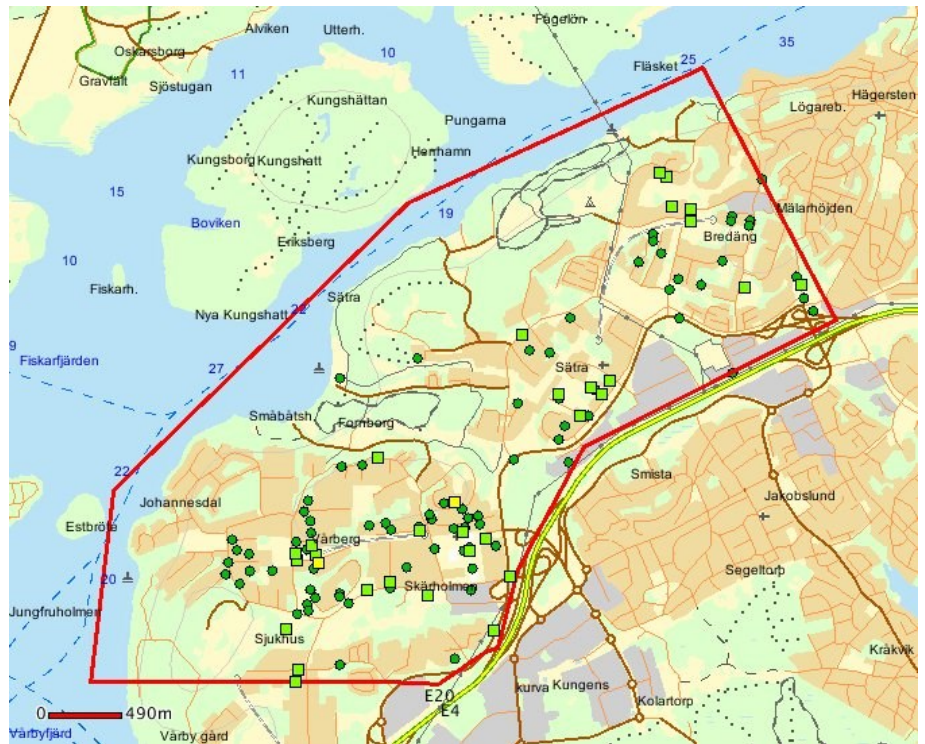 Fågelön
Alviken
Utterh.
Oskarsborg
10
35
Gravfält
Sjöstugan
11
Fläsket
25
Kungshättan
Hägersten
Lögareb.
Pungarna
Herrhamn
Kungsborg
Kungshatt
15
Boviken
19
Mälarhöjden
Bredäng
Eriksberg
10
Fiskarh.
Sätra
Nya Kungshatt
22
9
Fiskarfjärden
27
Sätra
Småbåtsh.
Fornborg
22
Johannesdal
Smista
Jakobslund
Estbröte
Vårberg
20
Segeltorp
Skärholmen
Jungfruholmen
Sjukhus
Kråkvik
kurva
Kungens
E20
Kolartorp
E4
0
490m
Vårbyfjärd
Vårby gård